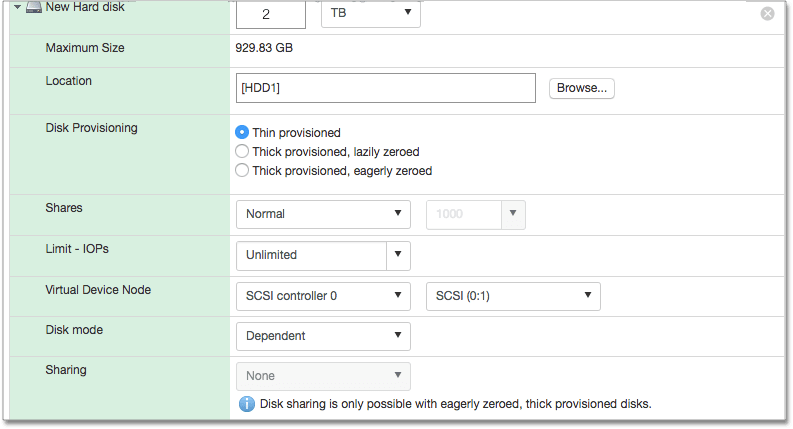 New Hard disk 2 TB
Maximum Size 929.83 GB
Location [HDD1] Browse...
Disk Provisioning Thin provisioned
Thick provisioned, lazily zeroed
Thick provisioned, eagerly zeroed
Shares Normal 1000
Limit - IOPs Unlimited
Virtual Device Node SCSI controller 0 SCSI (0:1)
Disk mode Dependent
Sharing None
Disk sharing is only possible with eagerly zeroed, thick provisioned disks.